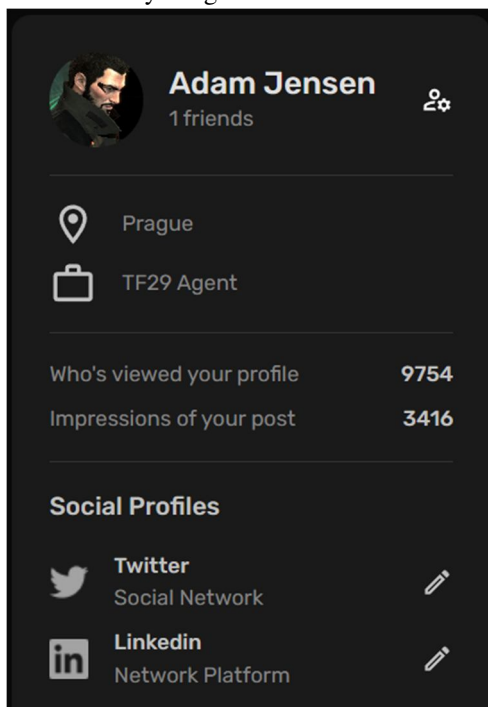 Adam Jensen
1 friends
Prague
TF29 Agent
Who's viewed your profile 9754
Impressions of your post 3416
Social Profiles
Twitter
Social Network
in
Linkedin
Network Platform